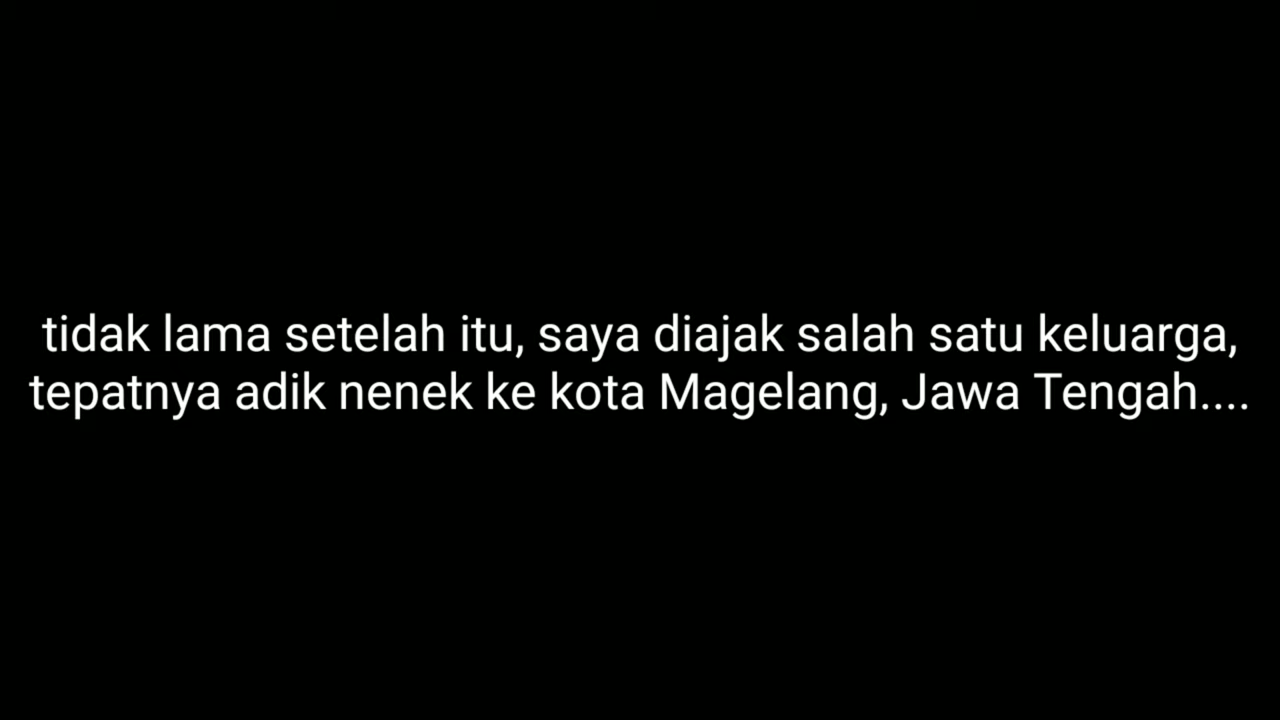 tidak lama setelah itu, saya diajak salah satu keluarga,
tepatnya adik nenek ke kota Magelang, Jawa Tengah....